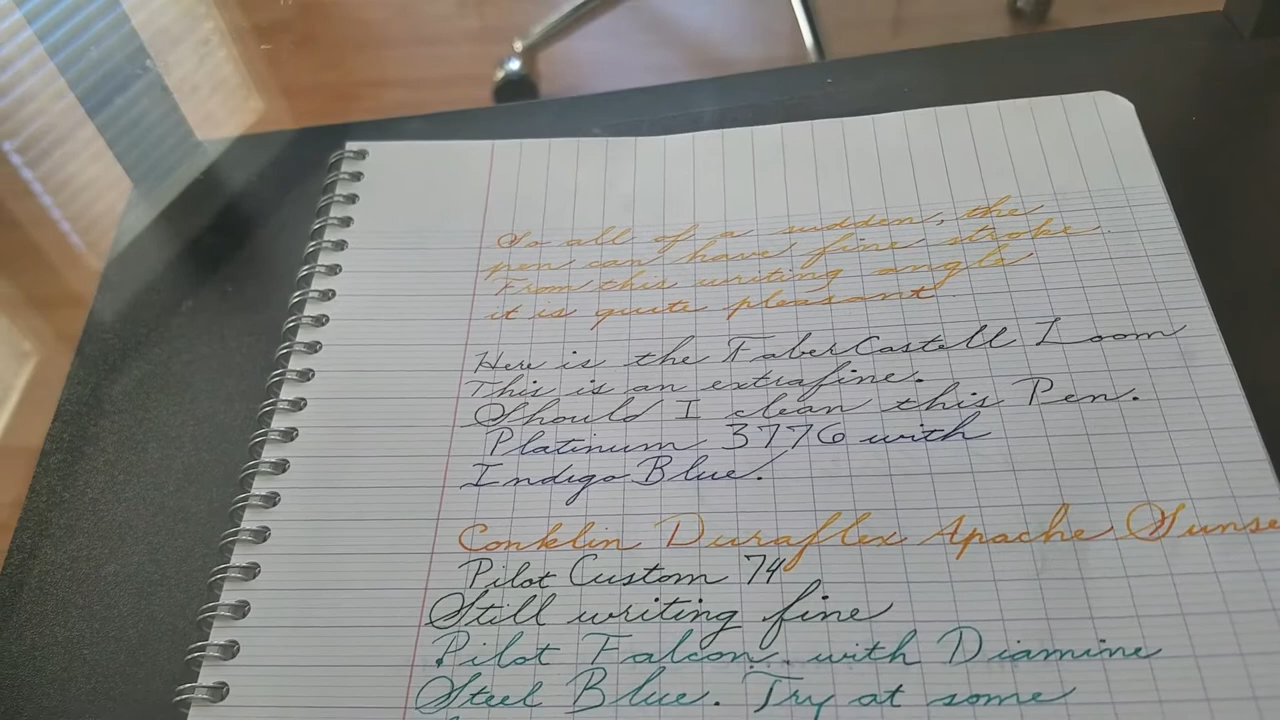 So all of a sudden, the
pen can have fine stroke.
From this writing angle
it is quite pleasant.
Here is the FaberCastell Loom
This is an extrafine.
Should I clean this Pen.
Platinum 3776 with
Indigo Blue.
Conklin Duraflex Apache Sunse
Pilot Custom 74
Still writing fine
Pilot Falcon with Diamine
Steel Blue. Try at some